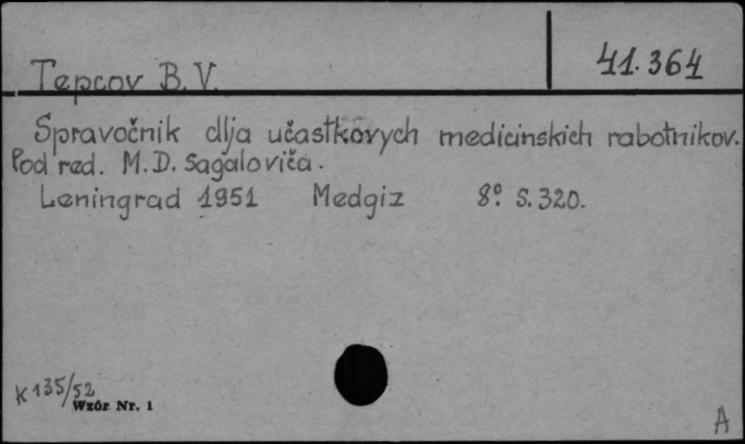 Tepcov B.V.
41.364
Spravočnik dlja učastkovych medicinskich rabotnikov.
Pod red. M.D. Sagaloviča.
Leningrad 1951 Medgiz 8° S.320.
K 135/52
Wzór Nr. 1
A